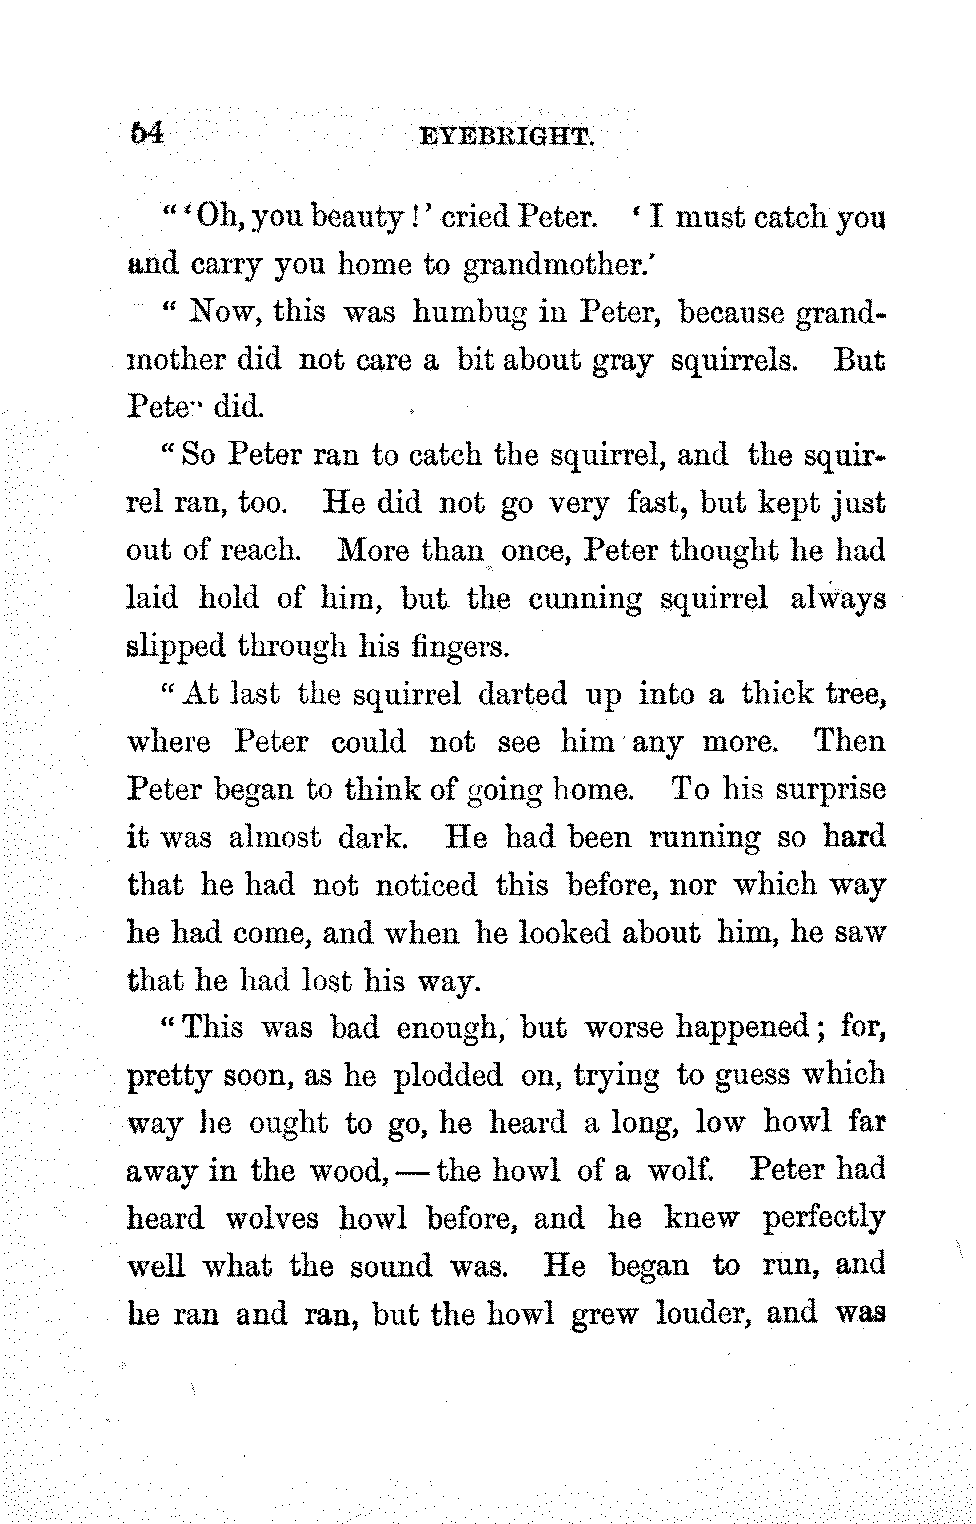 54 EYEBRIGHT.
" 'Oh, you beauty!' cried Peter. 'I must catch you
and carry you home to grandmother.'
" Now, this was humbug in Peter, because grand-
mother did not care a bit about gray squirrels. But
Peter did.
" So Peter ran to catch the squirrel, and the squir-
rel ran, too. He did not go very fast, but kept just
out of reach. More than once, Peter thought he had
laid hold of him, but the cunning squirrel always
slipped through his fingers.
" At last the squirrel darted up into a thick tree,
where Peter could not see him any more. Then
Peter began to think of going home. To his surprise
it was almost dark. He had been running so hard
that he had not noticed this before, nor which way
he had come, and when he looked about him, he saw
that he had lost his way.
" This was bad enough, but worse happened; for,
pretty soon, as he plodded on, trying to guess which
way he ought to go, he heard a long, low howl far
away in the wood, — the howl of a wolf. Peter had
heard wolves howl before, and he knew perfectly
well what the sound was. He began to run, and
he ran and ran, but the howl grew louder, and was